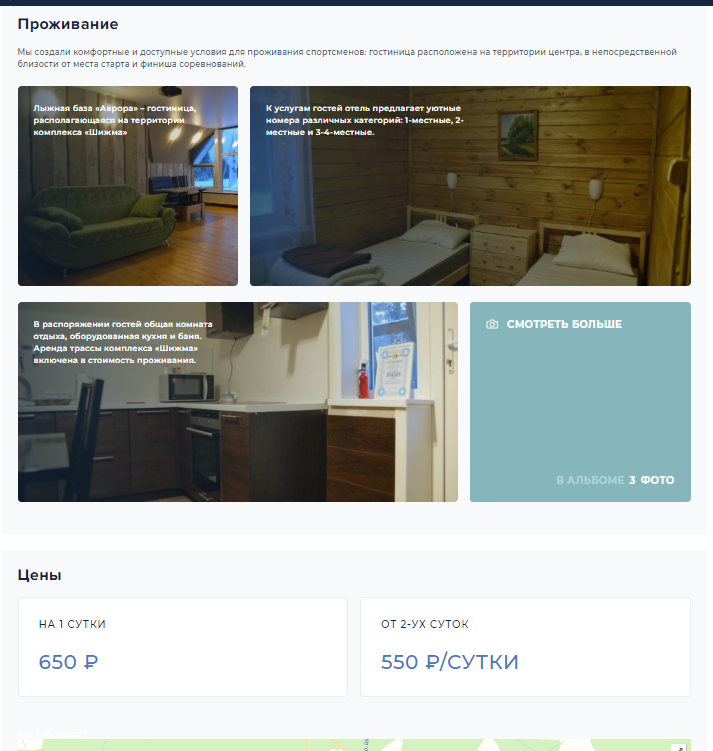 Проживание
Мы создали комфортные и доступные условия для проживания спортсменов: гостиница расположена на территории центра, в непосредственной
близости от места старта и финиша соревнований.
Лыжная база «Аврора» – гостиница,
располагающаяся на территории
комплекса «Шижма»
К услугам гостей отель предлагает уютные
номера различных категорий: 1-местные, 2-
местные и 3-4-местные.
В распоряжении гостей общая комната
отдыха, оборудованная кухня и баня.
Аренда трассы комплекса «Шижма»
включена в стоимость проживания.
СМОТРЕТЬ БОЛЬШЕ
В АЛЬБОМЕ 3 ФОТО
Цены
НА 1 СУТКИ
650 ₽
ОТ 2-УХ СУТОК
550 ₽/СУТКИ